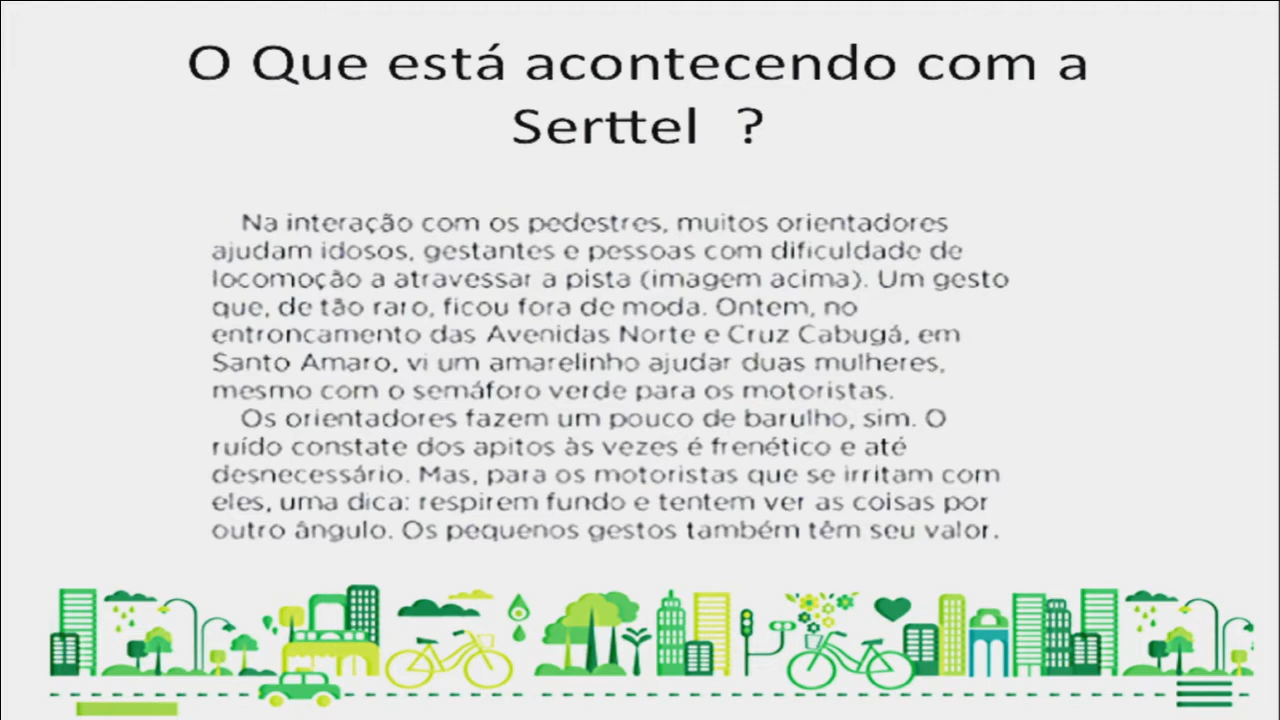 O Que está acontecendo com a
Serttel ?
Na interação com os pedestres, muitos orientadores
ajudam idosos, gestantes e pessoas com dificuldade de
locomoção a atravessar a pista (imagem acima). Um gesto
que, de tão raro, ficou fora de moda. Ontem, no
entroncamento das Avenidas Norte e Cruz Cabugá, em
Santo Amaro, vi um amarelinho ajudar duas mulheres,
mesmo com o semáforo verde para os motoristas.
Os orientadores fazem um pouco de barulho, sim. O
ruído constate dos apitos às vezes é frenético e até
desnecessário. Mas, para os motoristas que se irritam com
eles, uma dica: respirem fundo e tentem ver as coisas por
outro ângulo. Os pequenos gestos também têm seu valor.